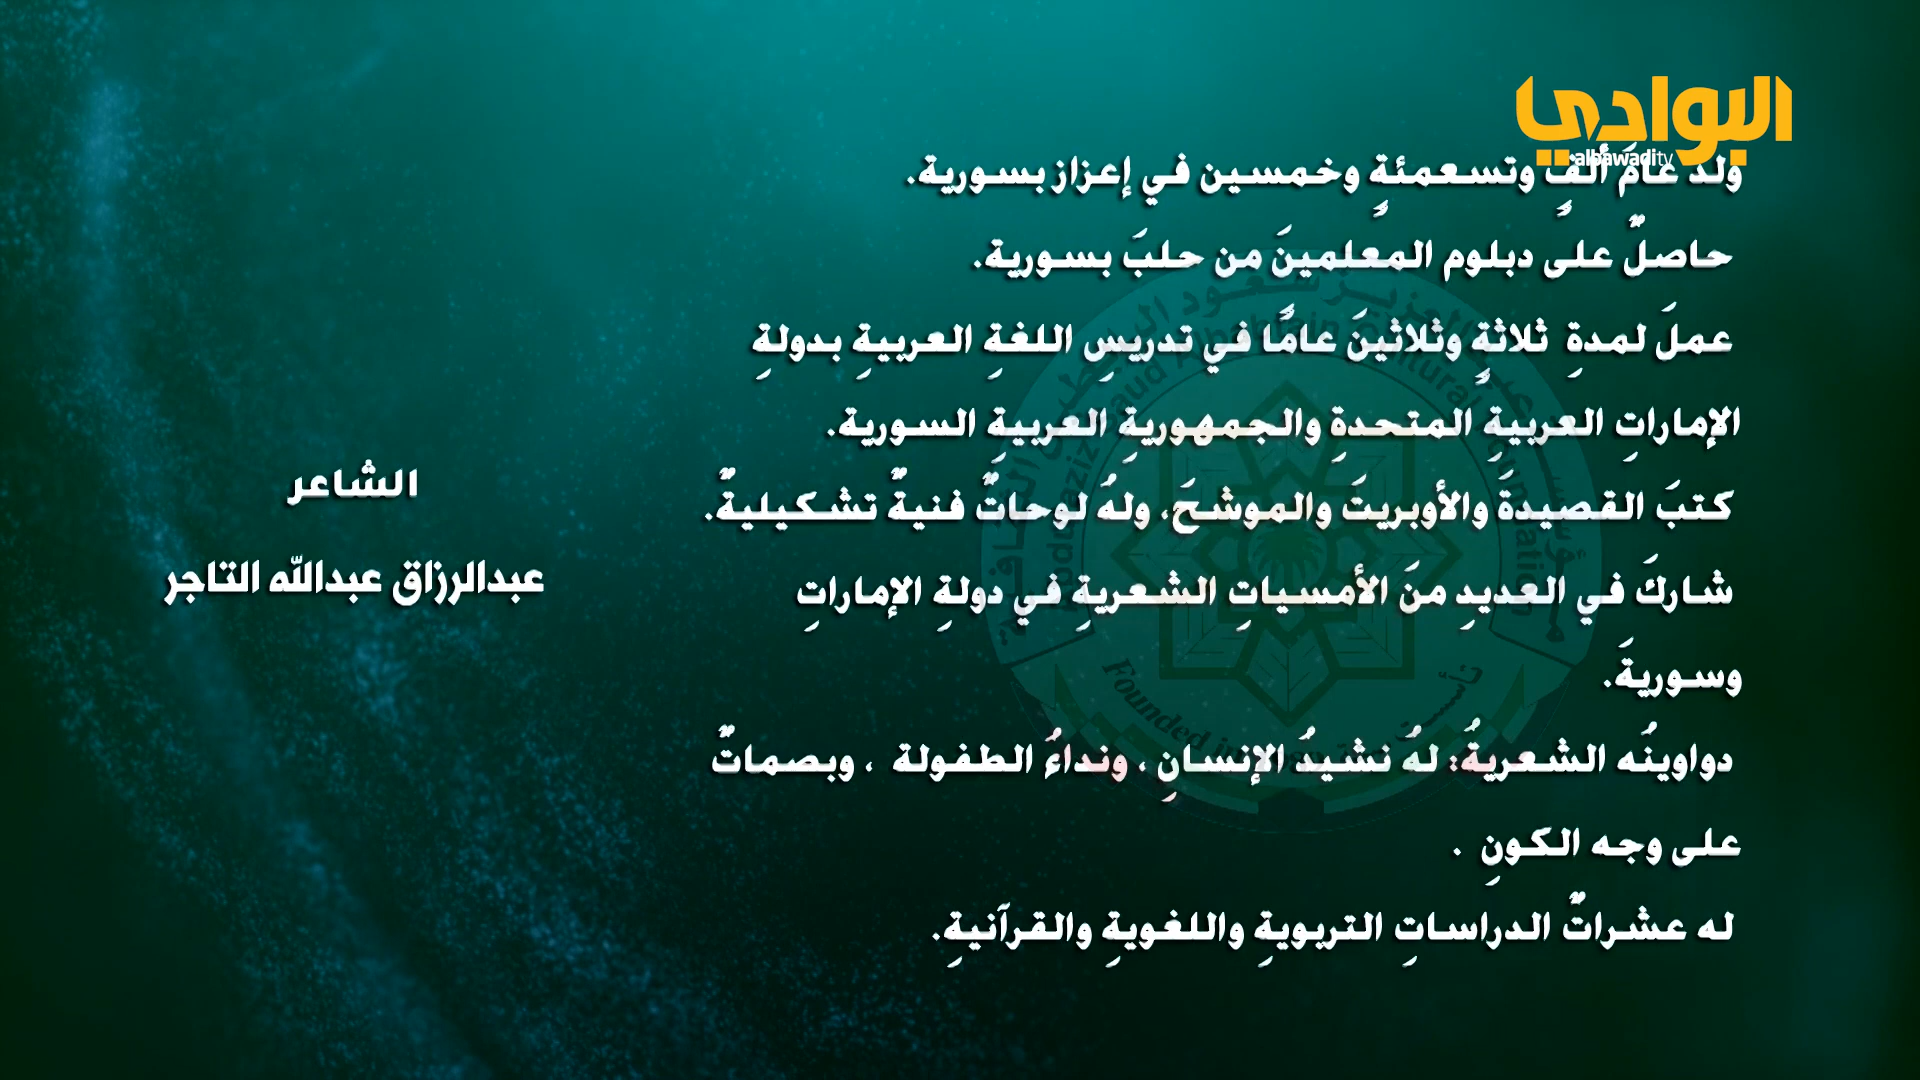 البوادي
albawaditv
ولد عامَ ألفٍ وتسعمئةٍ وخمسين في إعزاز بسورية.
حاصلٌ على دبلوم المعلمينَ من حلبَ بسورية.
عملَ لمدةِ ثلاثةٍ وثلاثينَ عامًا في تدريسِ اللغةِ العربيةِ بدولةِ
الإماراتِ العربيةِ المتحدةِ والجمهوريةِ العربيةِ السورية.
كتبَ القصيدةَ والأوبريتَ والموشحَ، ولهُ لوحاتٌ فنيةٌ تشكيليةٌ.
شاركَ في العديدِ منَ الأمسياتِ الشعريةِ في دولةِ الإماراتِ
وسوريةَ.
دواوينُه الشعريةُ: لهُ نشيدُ الإنسانِ ، ونداءُ الطفولة ، وبصماتٌ
على وجه الكونِ .
له عشراتٌ الدراساتِ التربويةِ واللغويةِ والقرآنيةِ.
الشاعر
عبدالرزاق عبدالله التاجر
Founded in